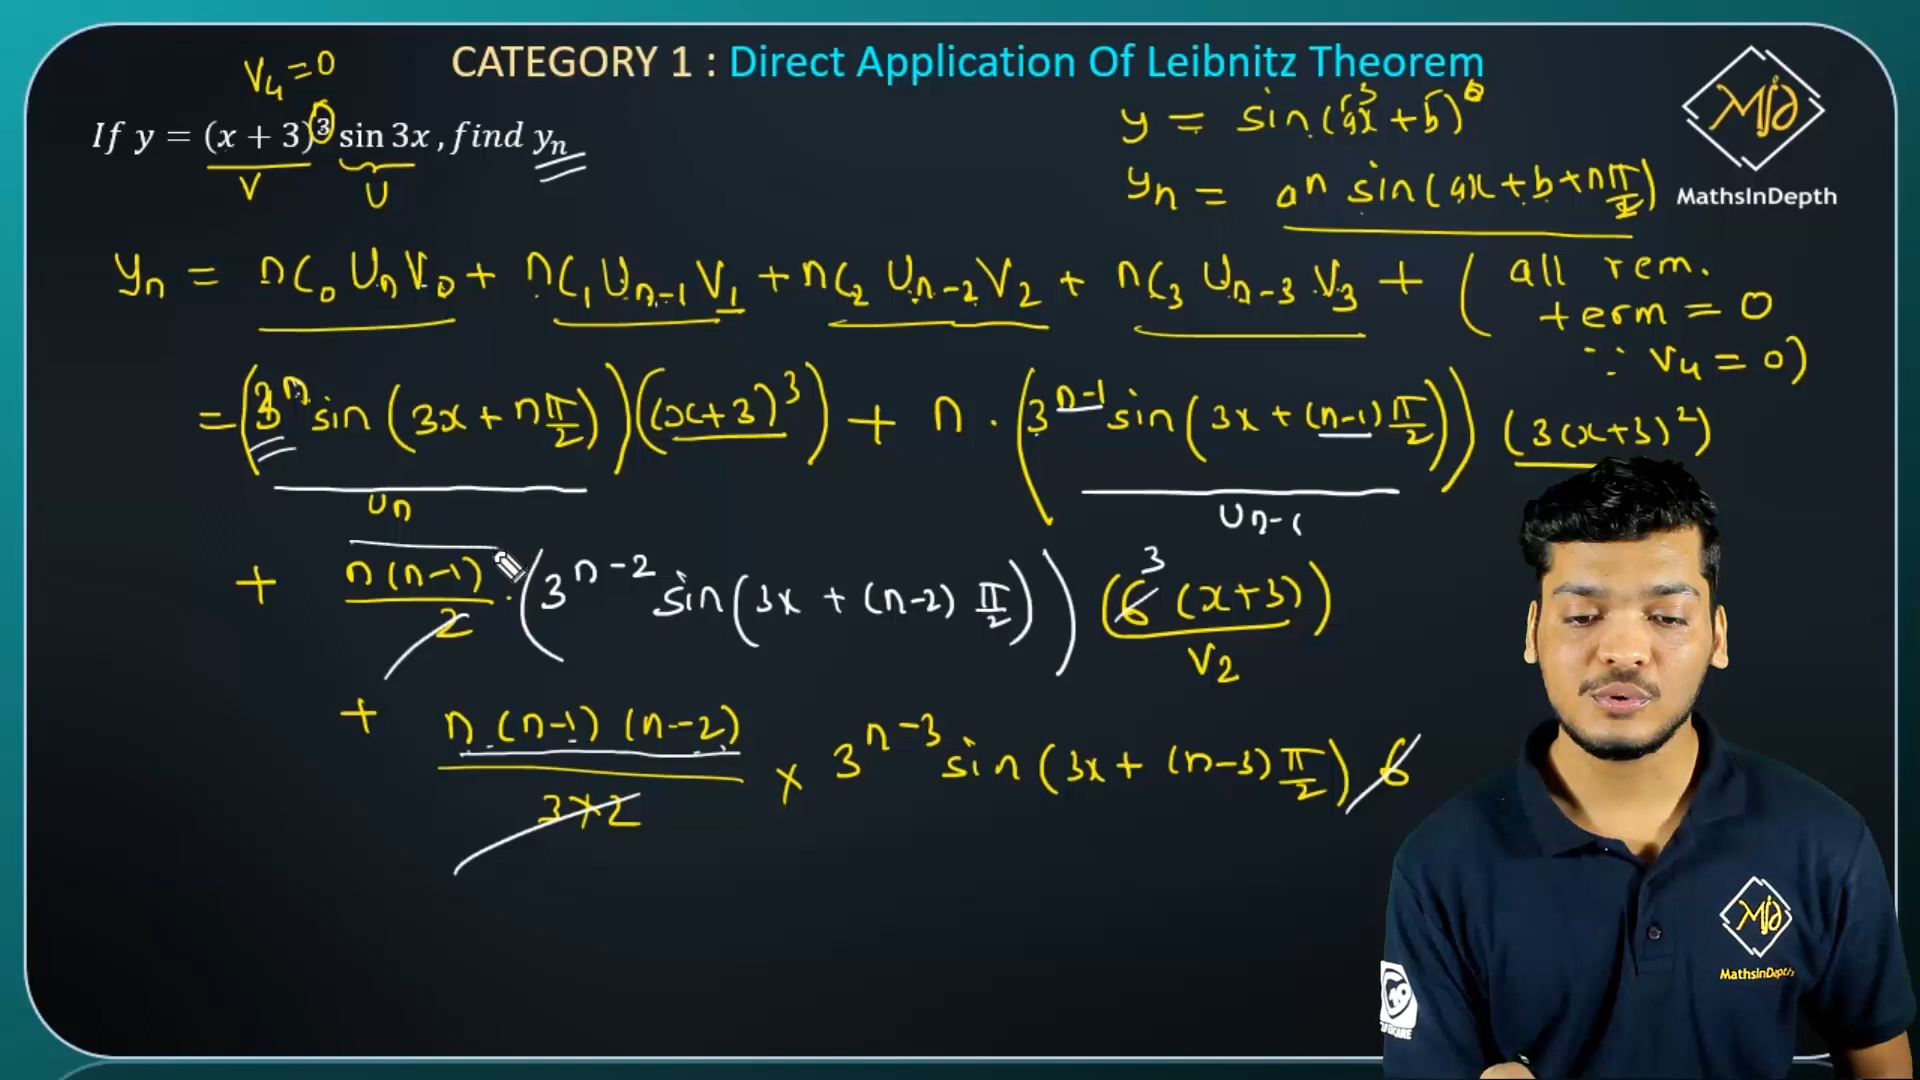 CATEGORY 1 : Direct Application Of Leibnitz Theorem
V₄ = 0
If y = (x + 3)³ sin 3x , find yₙ
V U
y = sin(ax + b)
yₙ = aⁿ sin(ax + b + nπ/2)
MathsInDepth
yₙ = nC₀ Uₙ V₀ + nC₁ Uₙ₋₁ V₁ + nC₂ Uₙ₋₂ V₂ + nC₃ Uₙ₋₃ V₃ + ( all rem.
term = 0
∵ V₄ = 0)
= (3ⁿ sin(3x + nπ/2))((x+3)³) + n · (3ⁿ⁻¹ sin(3x + (n-1)π/2)) (3(x+3)²)
Uₙ Uₙ₋₁
+ n(n-1)/2 · (3ⁿ⁻² sin(3x + (n-2)π/2)) (6 3 (x+3))
V₂
+ n(n-1)(n-2)/3×2 × 3ⁿ⁻³ sin(3x + (n-3)π/2) 6
MathsInDepth